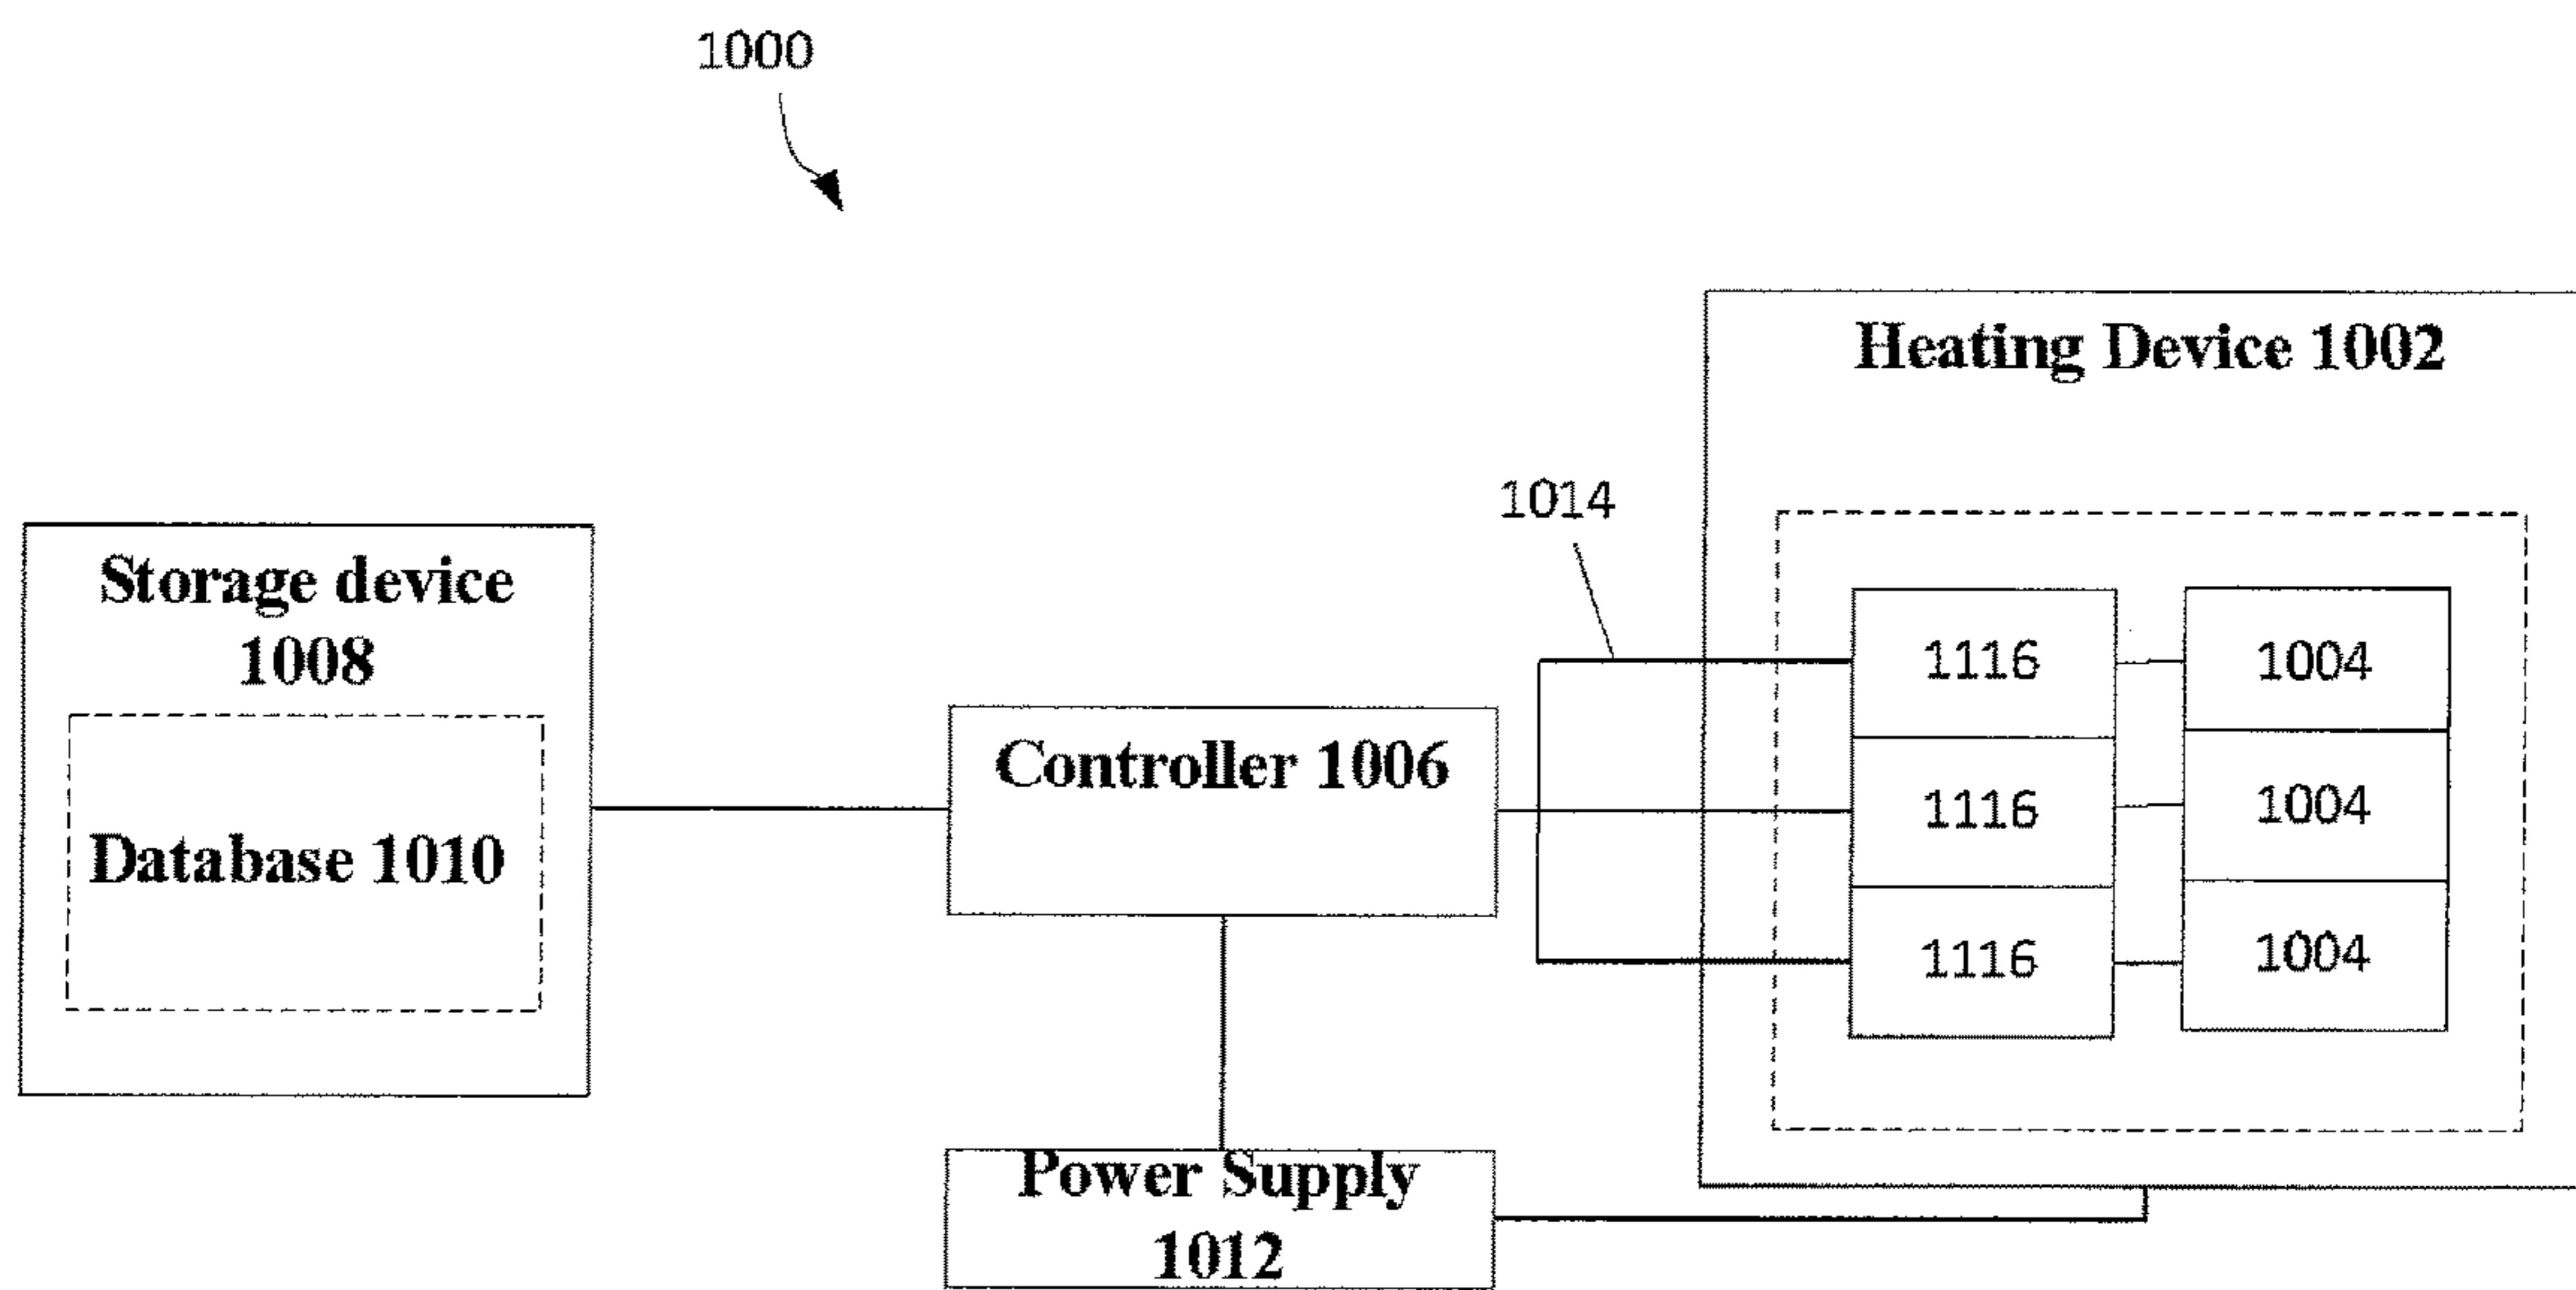 1000
Heating Device 1002
1014
Storage device
1008
Database 1010
Controller 1006
1116
1004
1116
1004
1116
1004
Power Supply
1012